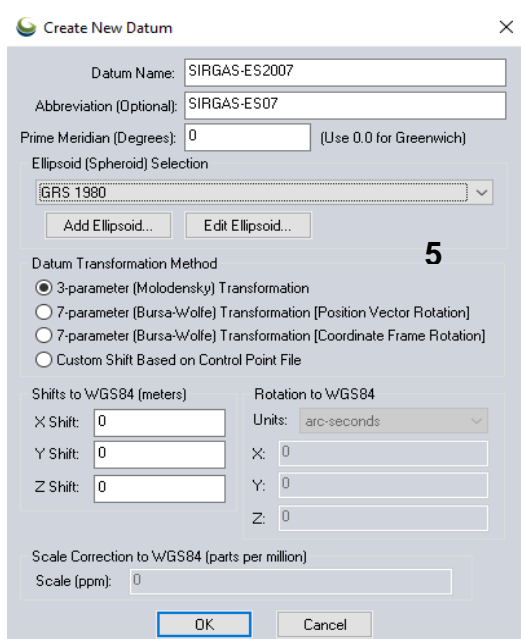 Create New Datum
Datum Name: SIRGAS-ES2007
Abbreviation (Optional): SIRGAS-ES07
Prime Meridian (Degrees): 0 (Use 0.0 for Greenwich)
Ellipsoid (Spheroid) Selection
GRS 1980
Add Ellipsoid... Edit Ellipsoid...
5
Datum Transformation Method
3-parameter (Molodensky) Transformation
7-parameter (Bursa-Wolfe) Transformation [Position Vector Rotation]
7-parameter (Bursa-Wolfe) Transformation [Coordinate Frame Rotation]
Custom Shift Based on Control Point File
Shifts to WGS84 (meters)
X Shift: 0
Y Shift: 0
Z Shift: 0
Rotation to WGS84
Units: arc-seconds
X: 0
Y: 0
Z: 0
Scale Correction to WGS84 (parts per million)
Scale (ppm): 0
OK Cancel